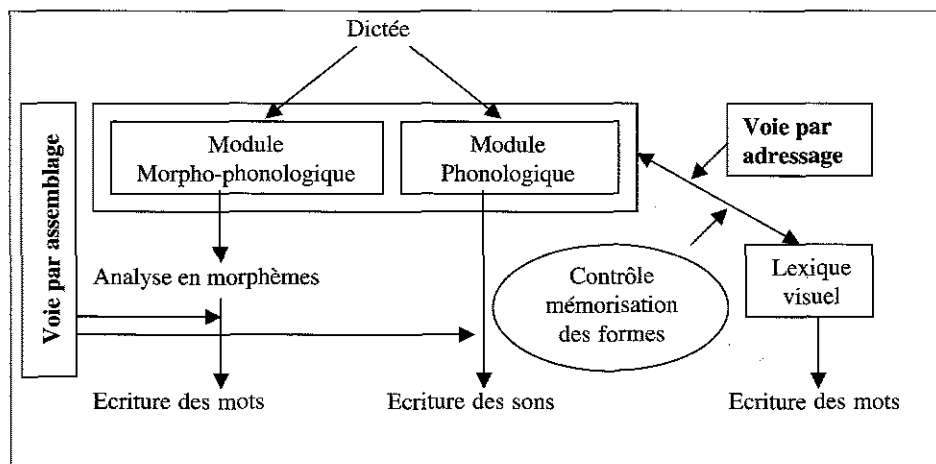 Dictée
Voie par assemblage
Module
Morpho-phonologique
Module
Phonologique
Voie par
adressage
Analyse en morphèmes
Contrôle
mémorisation
des formes
Lexique
visuel
Ecriture des mots
Ecriture des sons
Ecriture des mots